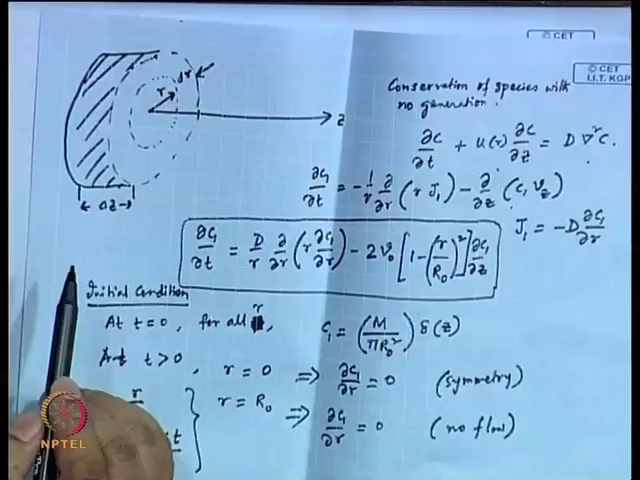 © CET
© CET
I.I.T. KGP
Conservation of species with
no generation.
∂C/∂t + u(r) ∂C/∂z = D ∇²C.
r dr z
ΔZ
∂C₁/∂t = -1/r ∂/∂r (r J₁) - ∂/∂z (C₁ v_z)
J₁ = -D ∂C₁/∂r
∂C₁/∂t = D/r ∂/∂r (r ∂C₁/∂r) - 2v₀ [1-(r/R₀)²] ∂C₁/∂z
Initial Condition
At t=0, for all r, C₁ = (M/πR₀²) δ(z)
At t>0, r=0 ⇒ ∂C₁/∂r = 0 (symmetry)
r = R₀ ⇒ ∂C₁/∂r = 0 (no flow)
r
t
NPTEL